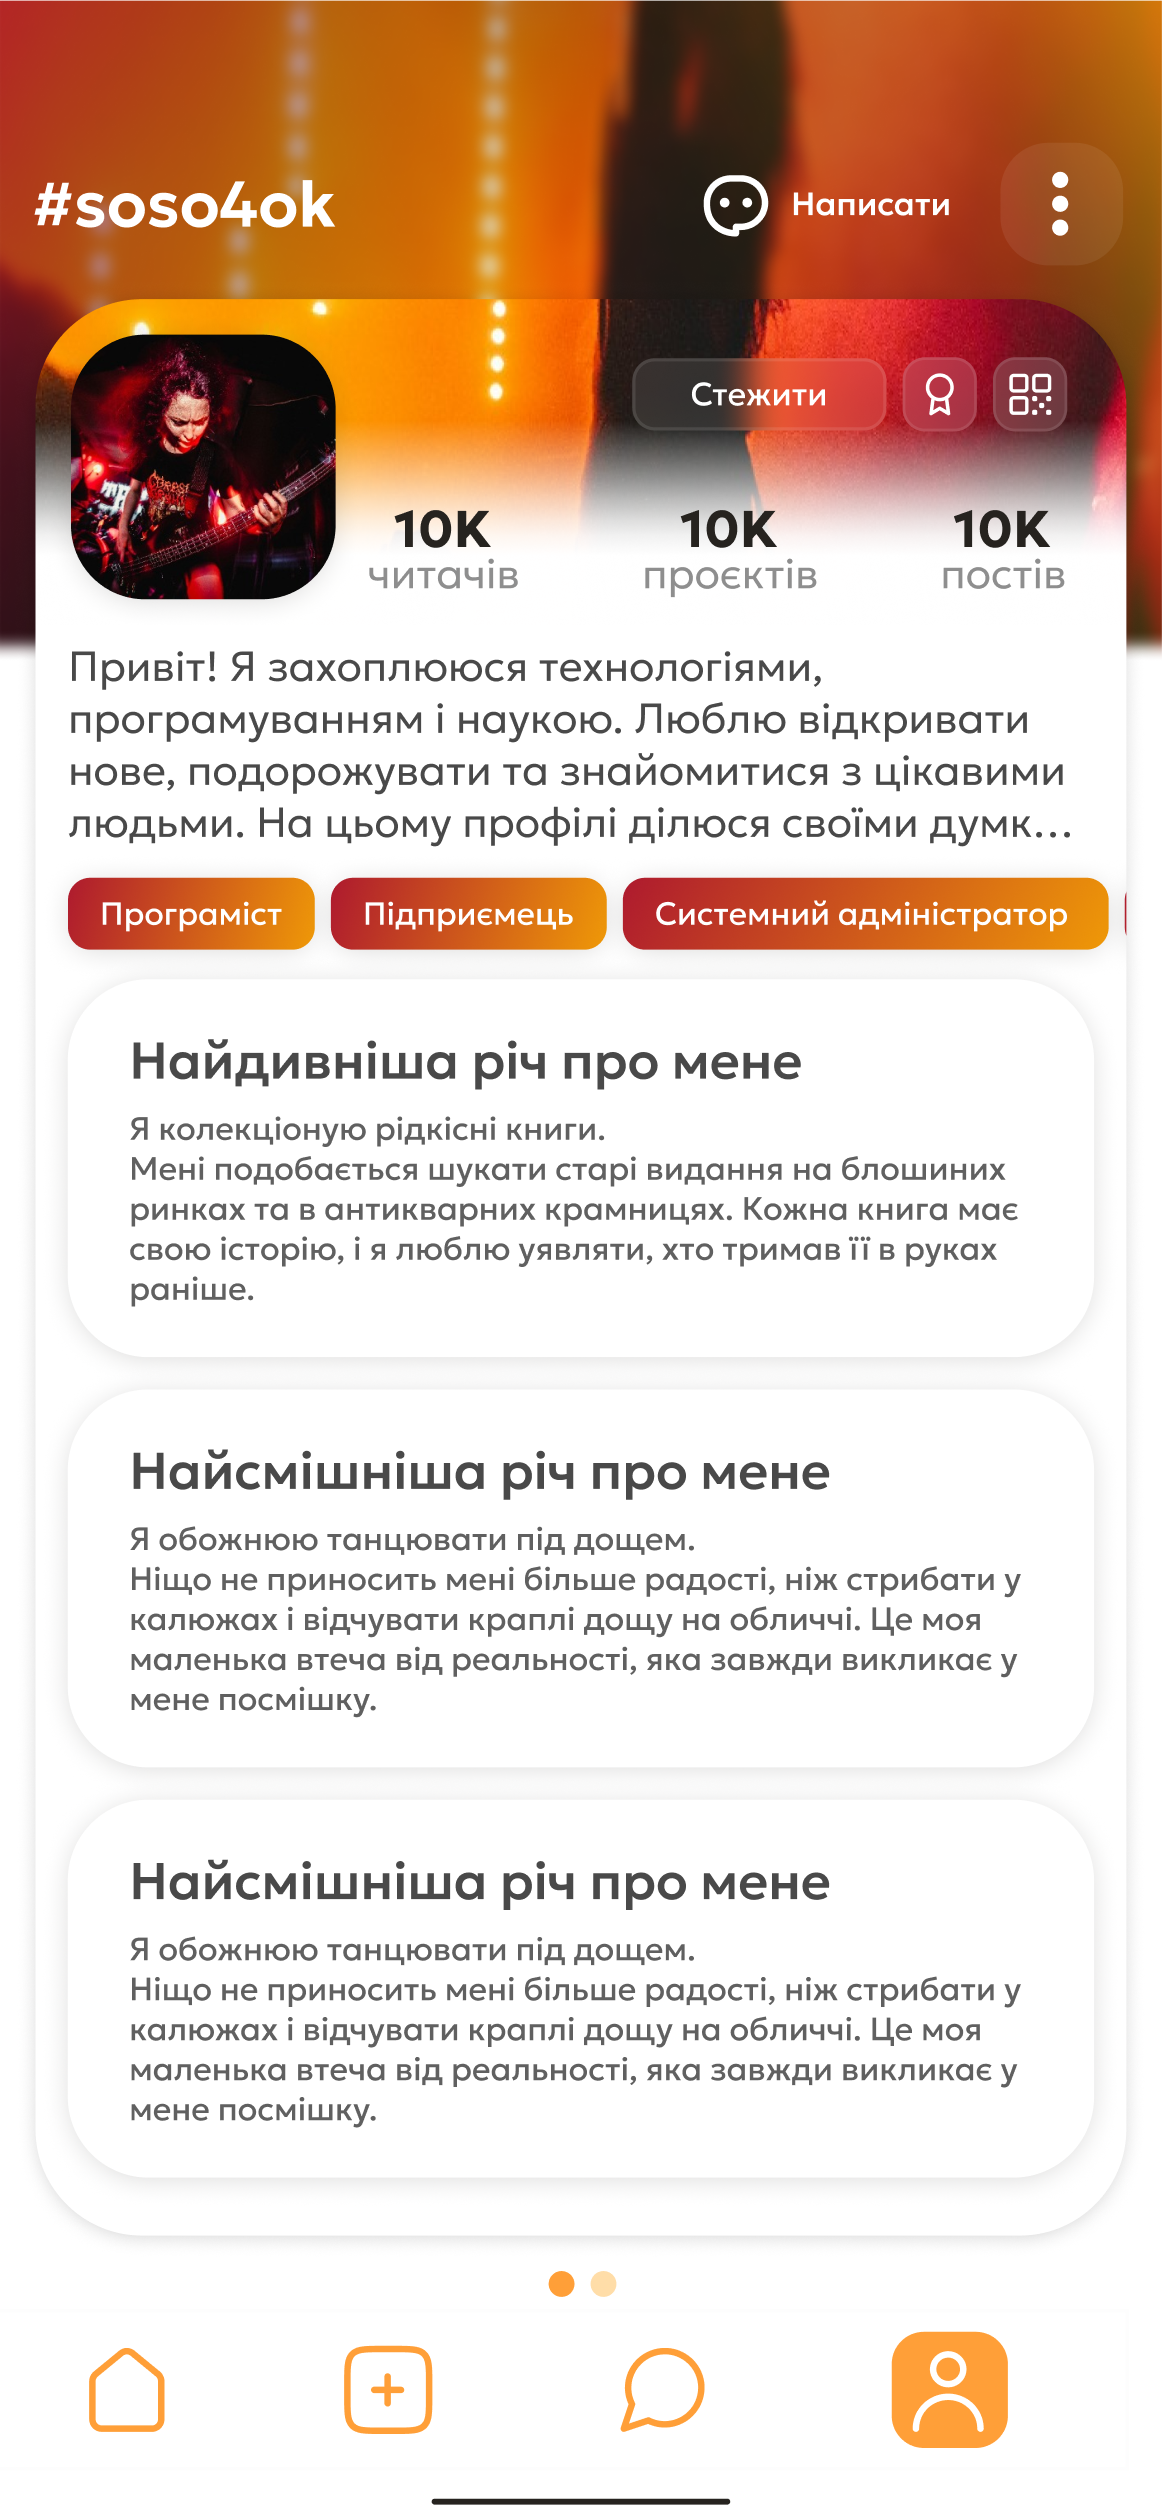 #soso4ok
Написати
Стежити
10K
10K
10K
читачів
проєктів
постів
Привіт! Я захоплююся технологіями,
програмуванням і наукою. Люблю відкривати
нове, подорожувати та знайомитися з цікавими
людьми. На цьому профілі ділюся своїми думк...
Програміст
Підприємець
Системний адміністратор
Найдивніша річ про мене
Я колекціоную рідкісні книги.
Мені подобається шукати старі видання на блошиних
ринках та в антикварних крамницях. Кожна книга має
свою історію, і я люблю уявляти, хто тримав її в руках
раніше.
Найсмішніша річ про мене
Я обожнюю танцювати під дощем.
Ніщо не приносить мені більше радості, ніж стрибати у
калюжах і відчувати краплі дощу на обличчі. Це моя
маленька втеча від реальності, яка завжди викликає у
мене посмішку.
Найсмішніша річ про мене
Я обожнюю танцювати під дощем.
Ніщо не приносить мені більше радості, ніж стрибати у
калюжах і відчувати краплі дощу на обличчі. Це моя
маленька втеча від реальності, яка завжди викликає у
мене посмішку.